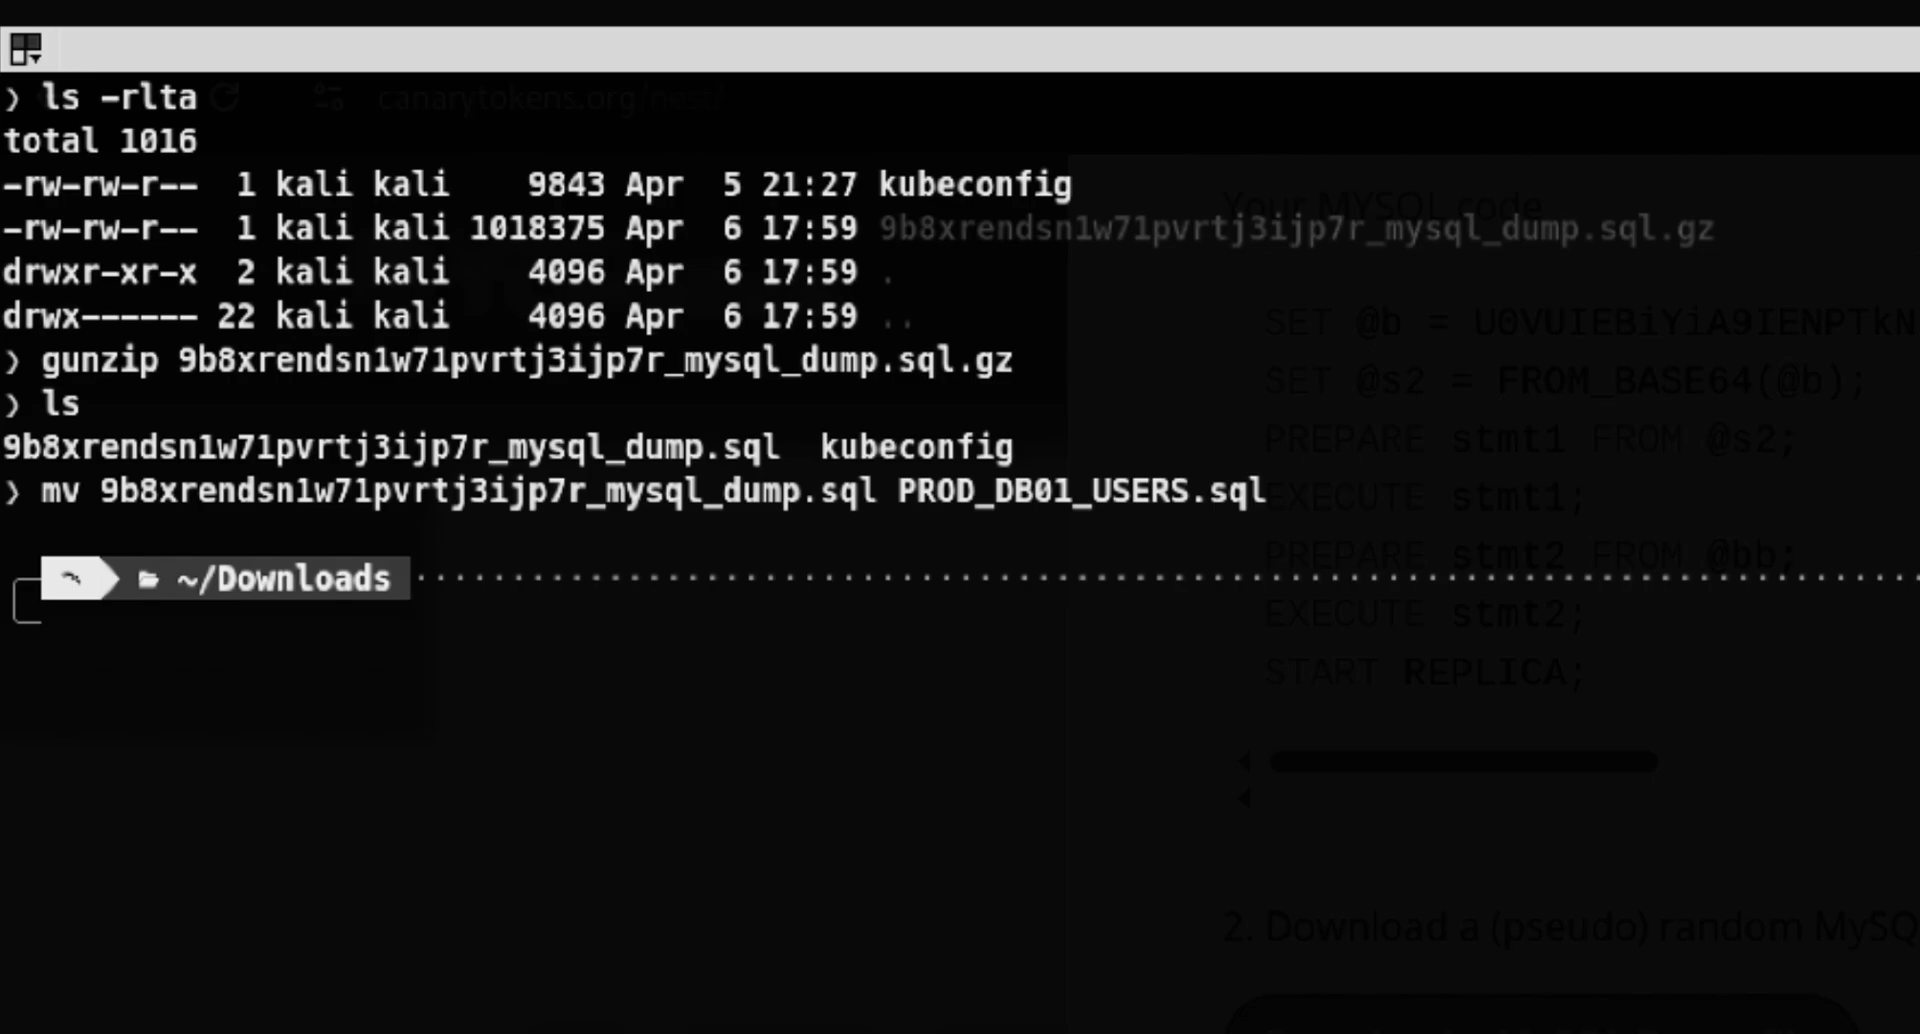 ❯ ls -rlta
canarytokens.org/nest/
total 1016
-rw-rw-r-- 1 kali kali 9843 Apr 5 21:27 kubeconfig
-rw-rw-r-- 1 kali kali 1018375 Apr 6 17:59 9b8xrendsn1w71pvrtj3ijp7r_mysql_dump.sql.gz
drwxr-xr-x 2 kali kali 4096 Apr 6 17:59 .
drwx------ 22 kali kali 4096 Apr 6 17:59 ..
❯ gunzip 9b8xrendsn1w71pvrtj3ijp7r_mysql_dump.sql.gz
❯ ls
9b8xrendsn1w71pvrtj3ijp7r_mysql_dump.sql kubeconfig
❯ mv 9b8xrendsn1w71pvrtj3ijp7r_mysql_dump.sql PROD_DB01_USERS.sql
~/Downloads
Your MYSQL code
SET @b = U0VUIEBiYiA9IENPTkN
SET @s2 = FROM_BASE64(@b);
PREPARE stmt1 FROM @s2;
EXECUTE stmt1;
PREPARE stmt2 FROM @bb;
EXECUTE stmt2;
START REPLICA;
2. Download a (pseudo) random MySQ